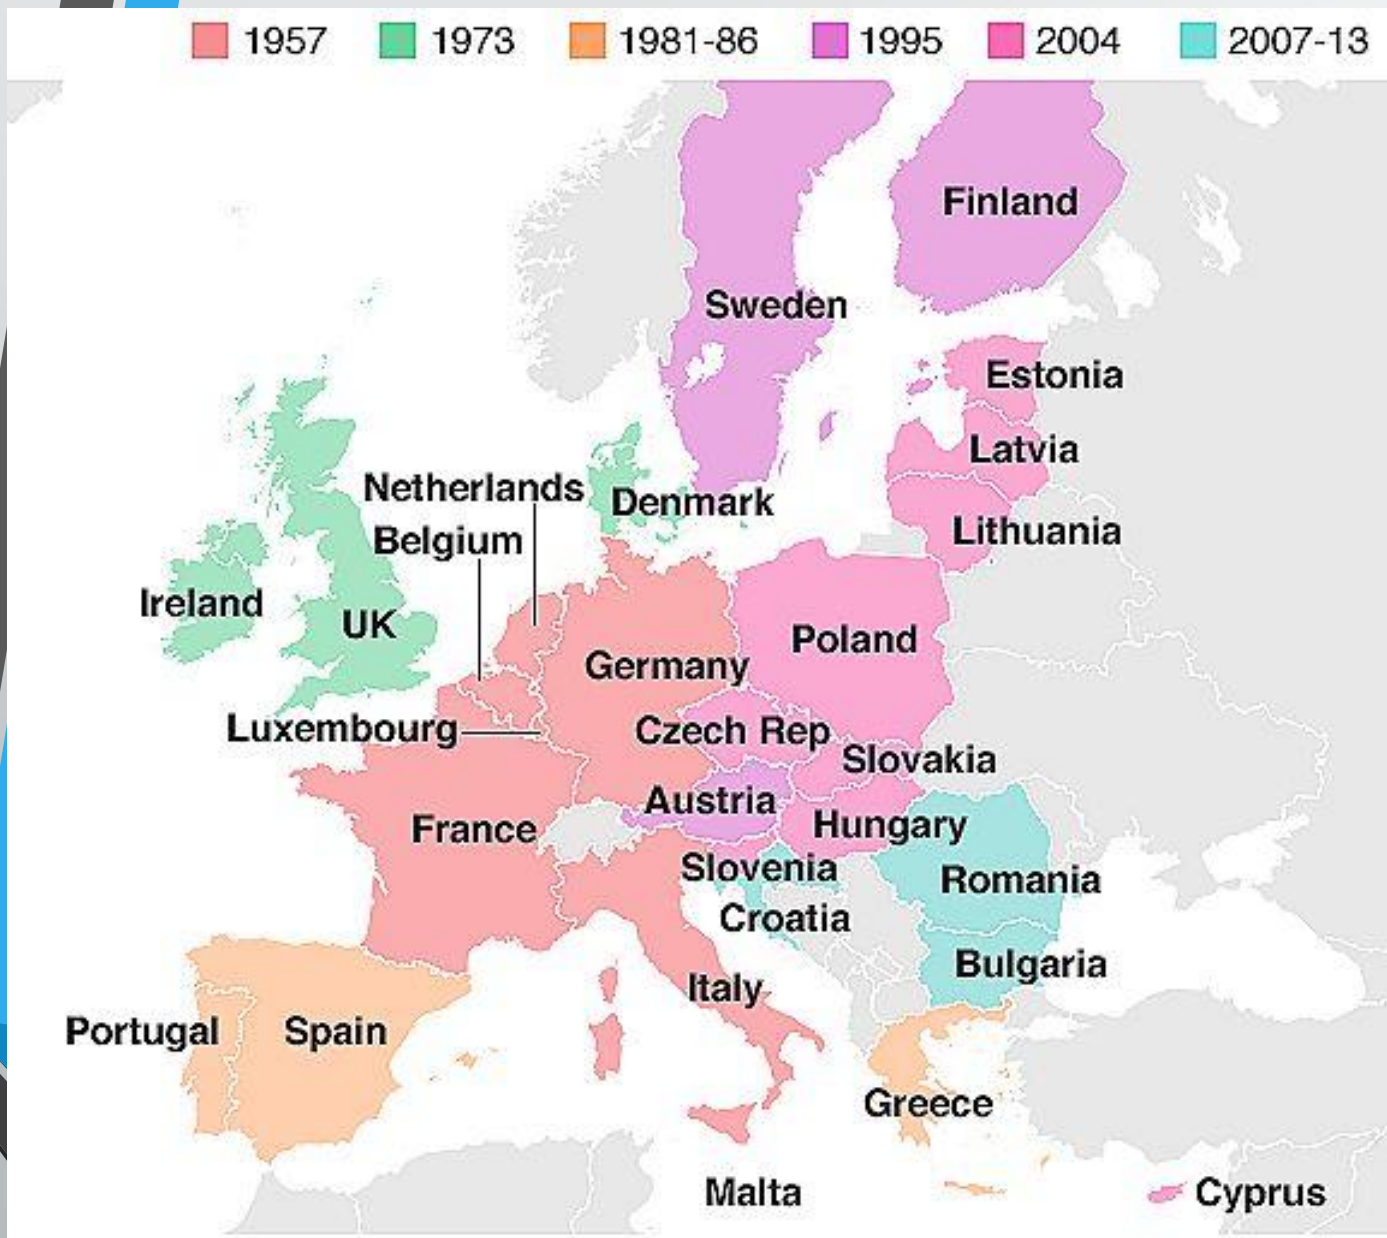 1957 1973 1981-86 1995 2004 2007-13
Finland
Sweden
Estonia
Latvia
Netherlands
Denmark
Lithuania
Belgium
Ireland
UK
Poland
Germany
Luxembourg
Czech Rep
Slovakia
Austria
Hungary
France
Slovenia
Romania
Croatia
Bulgaria
Italy
Portugal
Spain
Greece
Malta
Cyprus